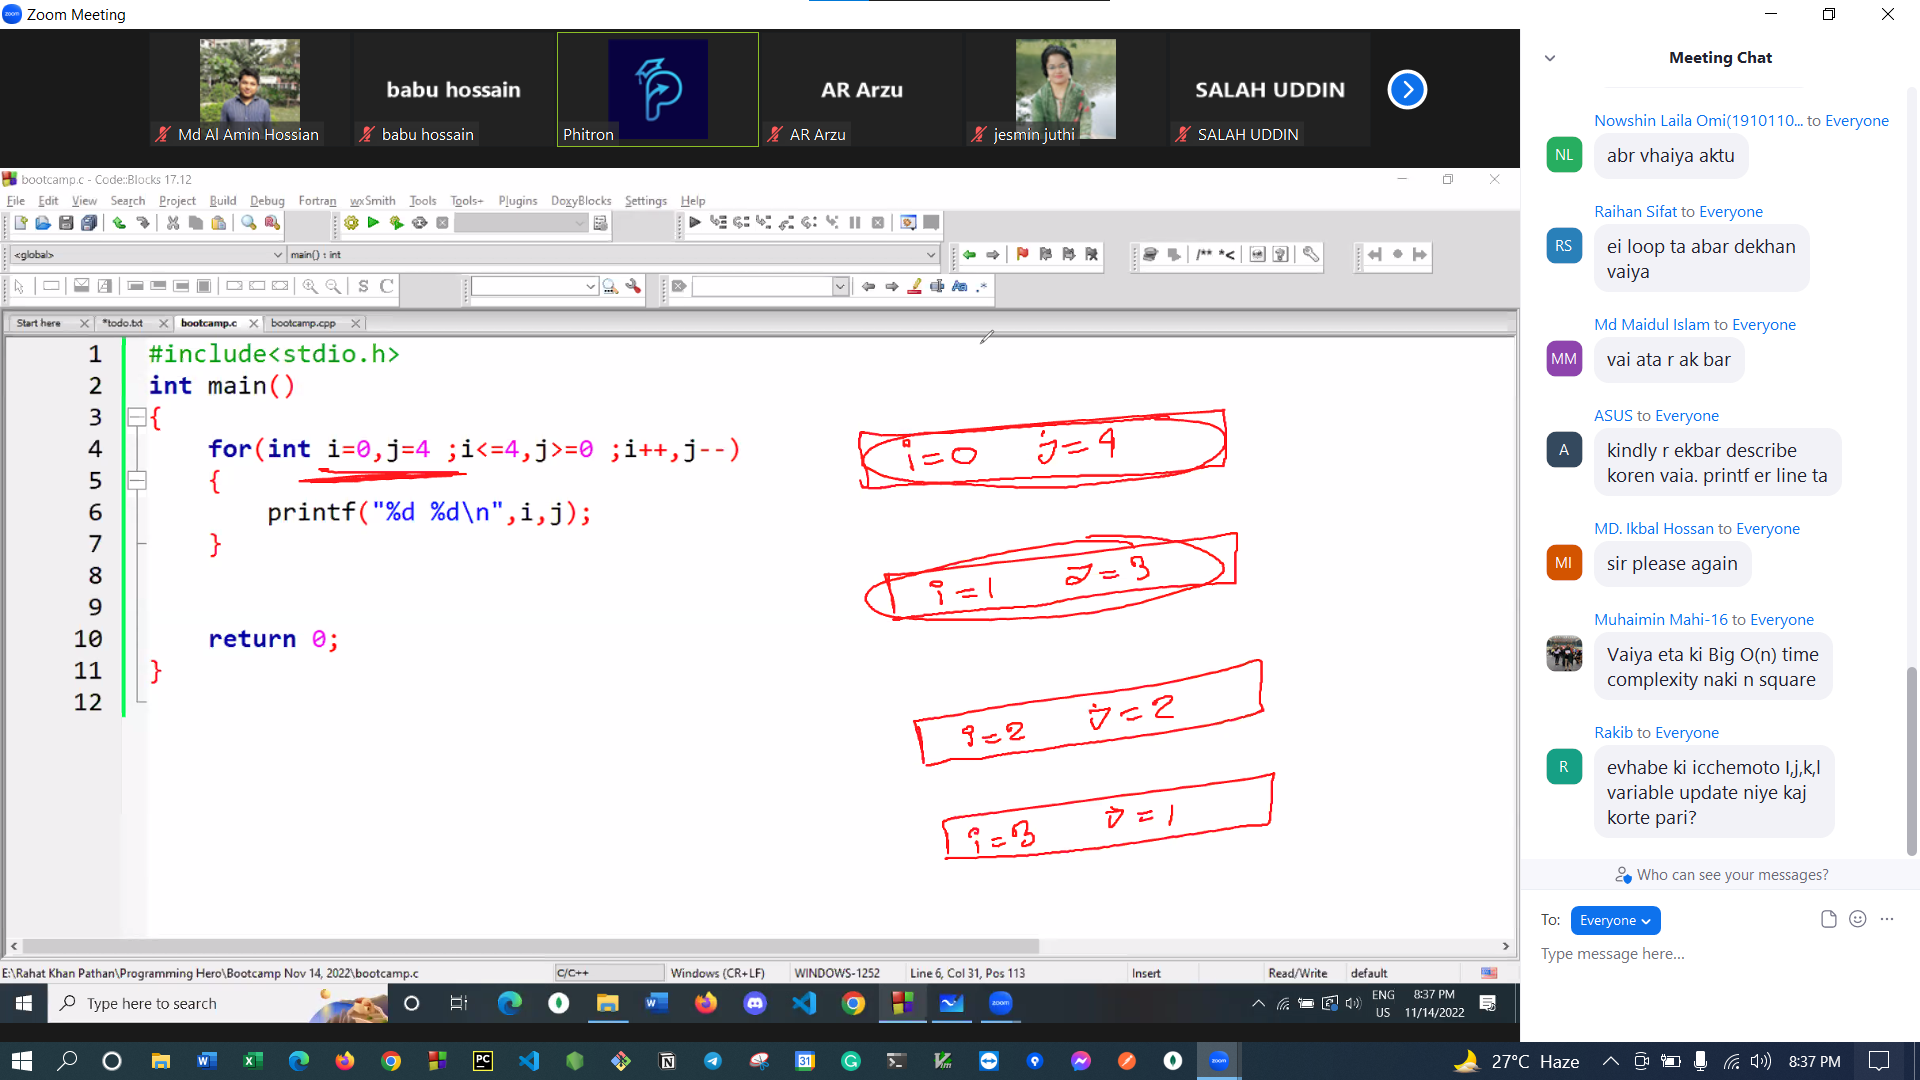 Zoom Meeting
babu hossain
AR Arzu
SALAH UDDIN
Md Al Amin Hossian
babu hossain
Phitron
AR Arzu
jesmin juthi
SALAH UDDIN
bootcamp.c - Code::Blocks 17.12
File Edit View Search Project Build Debug Fortran wxSmith Tools Tools+ Plugins DoxyBlocks Settings Help
<global>
main() : int
Start here
*todo.txt
bootcamp.c
bootcamp.cpp
1 #include<stdio.h>
2 int main()
3 {
4 for(int i=0,j=4 ;i<=4,j>=0 ;i++,j--)
5 {
6 printf("%d %d\n",i,j);
7 }
8
9
10 return 0;
11 }
12
i=0 j=4
i=1 j=3
i=2 j=2
i=3 j=1
E:\Rahat Khan Pathan\Programming Hero\Bootcamp Nov 14, 2022\bootcamp.c
C/C++
Windows (CR+LF)
WINDOWS-1252
Line 6, Col 31, Pos 113
Insert
Read/Write
default
Type here to search
ENG
US
8:37 PM
11/14/2022
Meeting Chat
Nowshin Laila Omi(1910110... to Everyone
NL
abr vhaiya aktu
Raihan Sifat to Everyone
RS
ei loop ta abar dekhan
vaiya
Md Maidul Islam to Everyone
MM
vai ata r ak bar
ASUS to Everyone
A
kindly r ekbar describe
koren vaia. printf er line ta
MD. Ikbal Hossan to Everyone
MI
sir please again
Muhaimin Mahi-16 to Everyone
Vaiya eta ki Big O(n) time
complexity naki n square
Rakib to Everyone
R
evhabe ki icchemoto I,j,k,l
variable update niye kaj
korte pari?
Who can see your messages?
To: Everyone
Type message here...
27°C Haze
8:37 PM